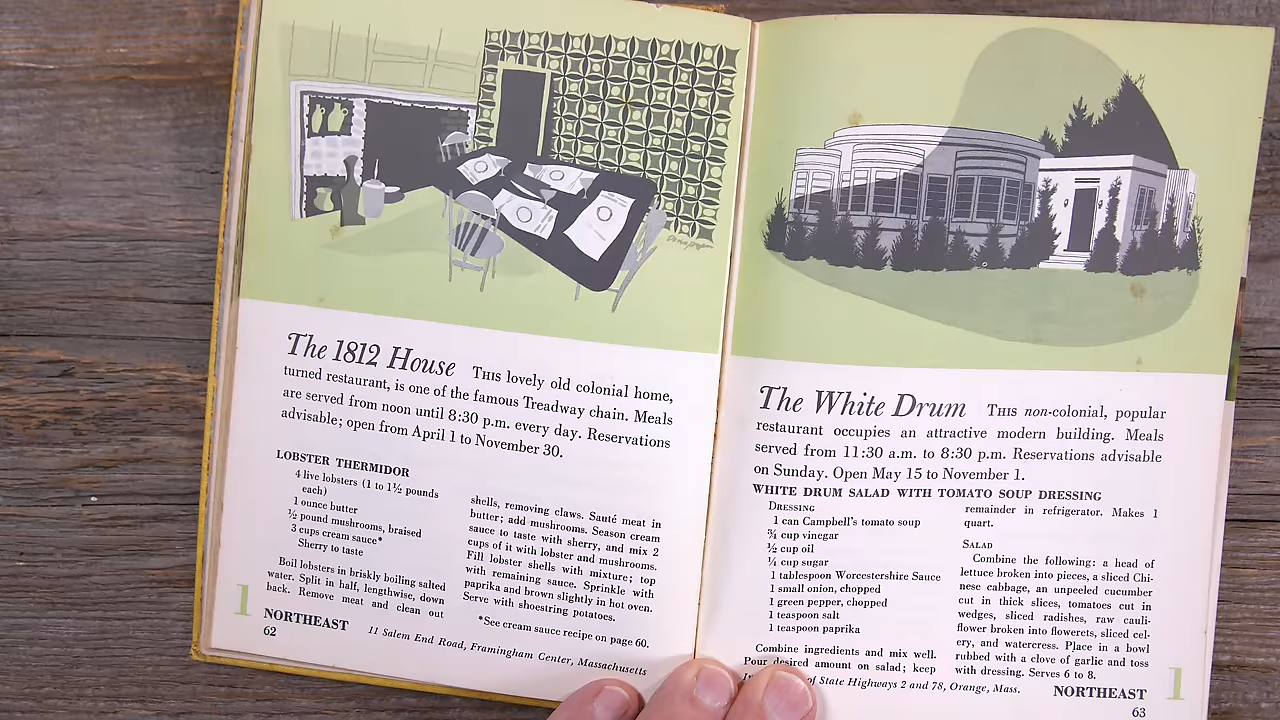 The 1812 House THIS lovely old colonial home,
turned restaurant, is one of the famous Treadway chain. Meals
are served from noon until 8:30 p.m. every day. Reservations
advisable; open from April 1 to November 30.
LOBSTER THERMIDOR
4 live lobsters (1 to 1½ pounds
each)
1 ounce butter
½ pound mushrooms, braised
3 cups cream sauce*
Sherry to taste
Boil lobsters in briskly boiling salted
water. Split in half, lengthwise, down
back. Remove meat and clean out
shells, removing claws. Sauté meat in
butter; add mushrooms. Season cream
sauce to taste with sherry, and mix 2
cups of it with lobster and mushrooms.
Fill lobster shells with mixture; top
with remaining sauce. Sprinkle with
paprika and brown slightly in hot oven.
Serve with shoestring potatoes.
*See cream sauce recipe on page 60.
1 NORTHEAST
62
11 Salem End Road, Framingham Center, Massachusetts
The White Drum THIS non-colonial, popular
restaurant occupies an attractive modern building. Meals
served from 11:30 a.m. to 8:30 p.m. Reservations advisable
on Sunday. Open May 15 to November 1.
WHITE DRUM SALAD WITH TOMATO SOUP DRESSING
DRESSING
1 can Campbell's tomato soup
¾ cup vinegar
½ cup oil
¼ cup sugar
1 tablespoon Worcestershire Sauce
1 small onion, chopped
1 green pepper, chopped
1 teaspoon salt
1 teaspoon paprika
Combine ingredients and mix well.
Pour desired amount on salad; keep
remainder in refrigerator. Makes 1
quart.
SALAD
Combine the following: a head of
lettuce broken into pieces, a sliced Chi-
nese cabbage, an unpeeled cucumber
cut in thick slices, tomatoes cut in
wedges, sliced radishes, raw cauli-
flower broken into flowerets, sliced cel-
ery, and watercress. Place in a bowl
rubbed with a clove of garlic and toss
with dressing. Serves 6 to 8.
of State Highways 2 and 78, Orange, Mass.
NORTHEAST 1
63